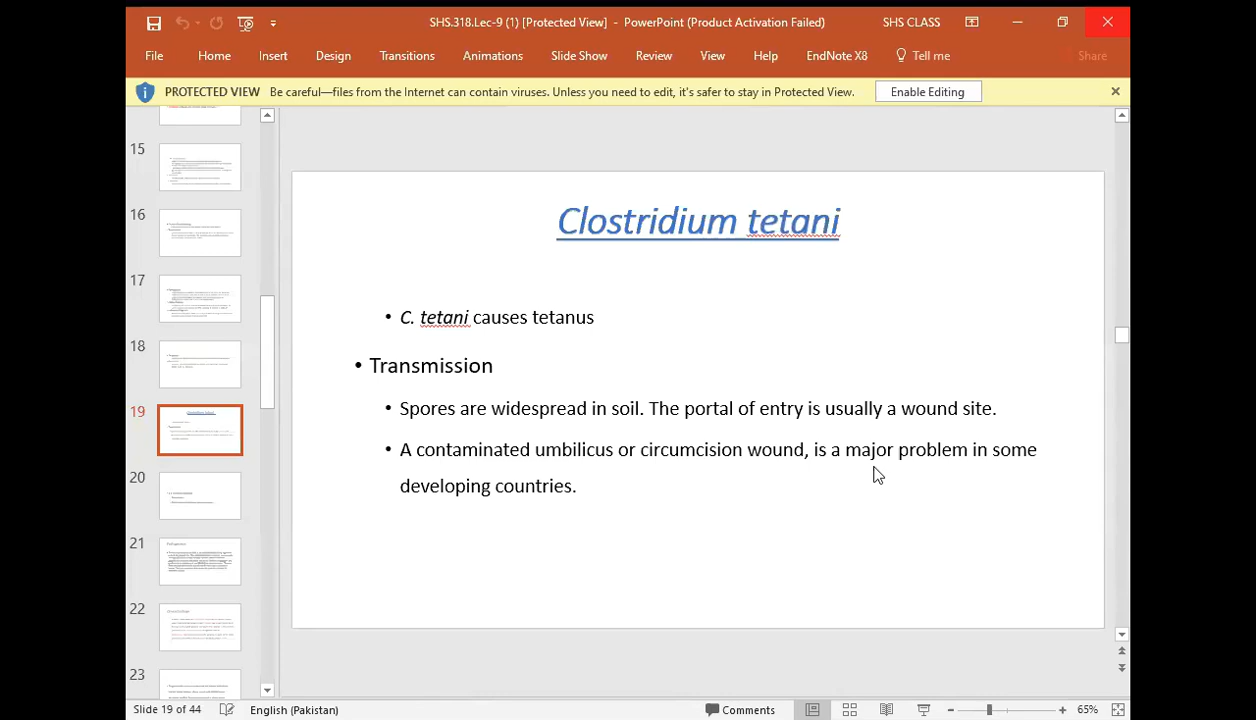 SHS.318.Lec-9 (1) [Protected View] - PowerPoint (Product Activation Failed)
SHS CLASS
File Home Insert Design Transitions Animations Slide Show Review View Help EndNote X8 Tell me Share
PROTECTED VIEW Be careful—files from the Internet can contain viruses. Unless you need to edit, it's safer to stay in Protected View. Enable Editing
15
16
17
18
19
20
21
22
23
Clostridium tetani
• C. tetani causes tetanus
• Transmission
• Spores are widespread in soil. The portal of entry is usually a wound site.
• A contaminated umbilicus or circumcision wound, is a major problem in some
developing countries.
Slide 19 of 44 English (Pakistan) Comments 65%